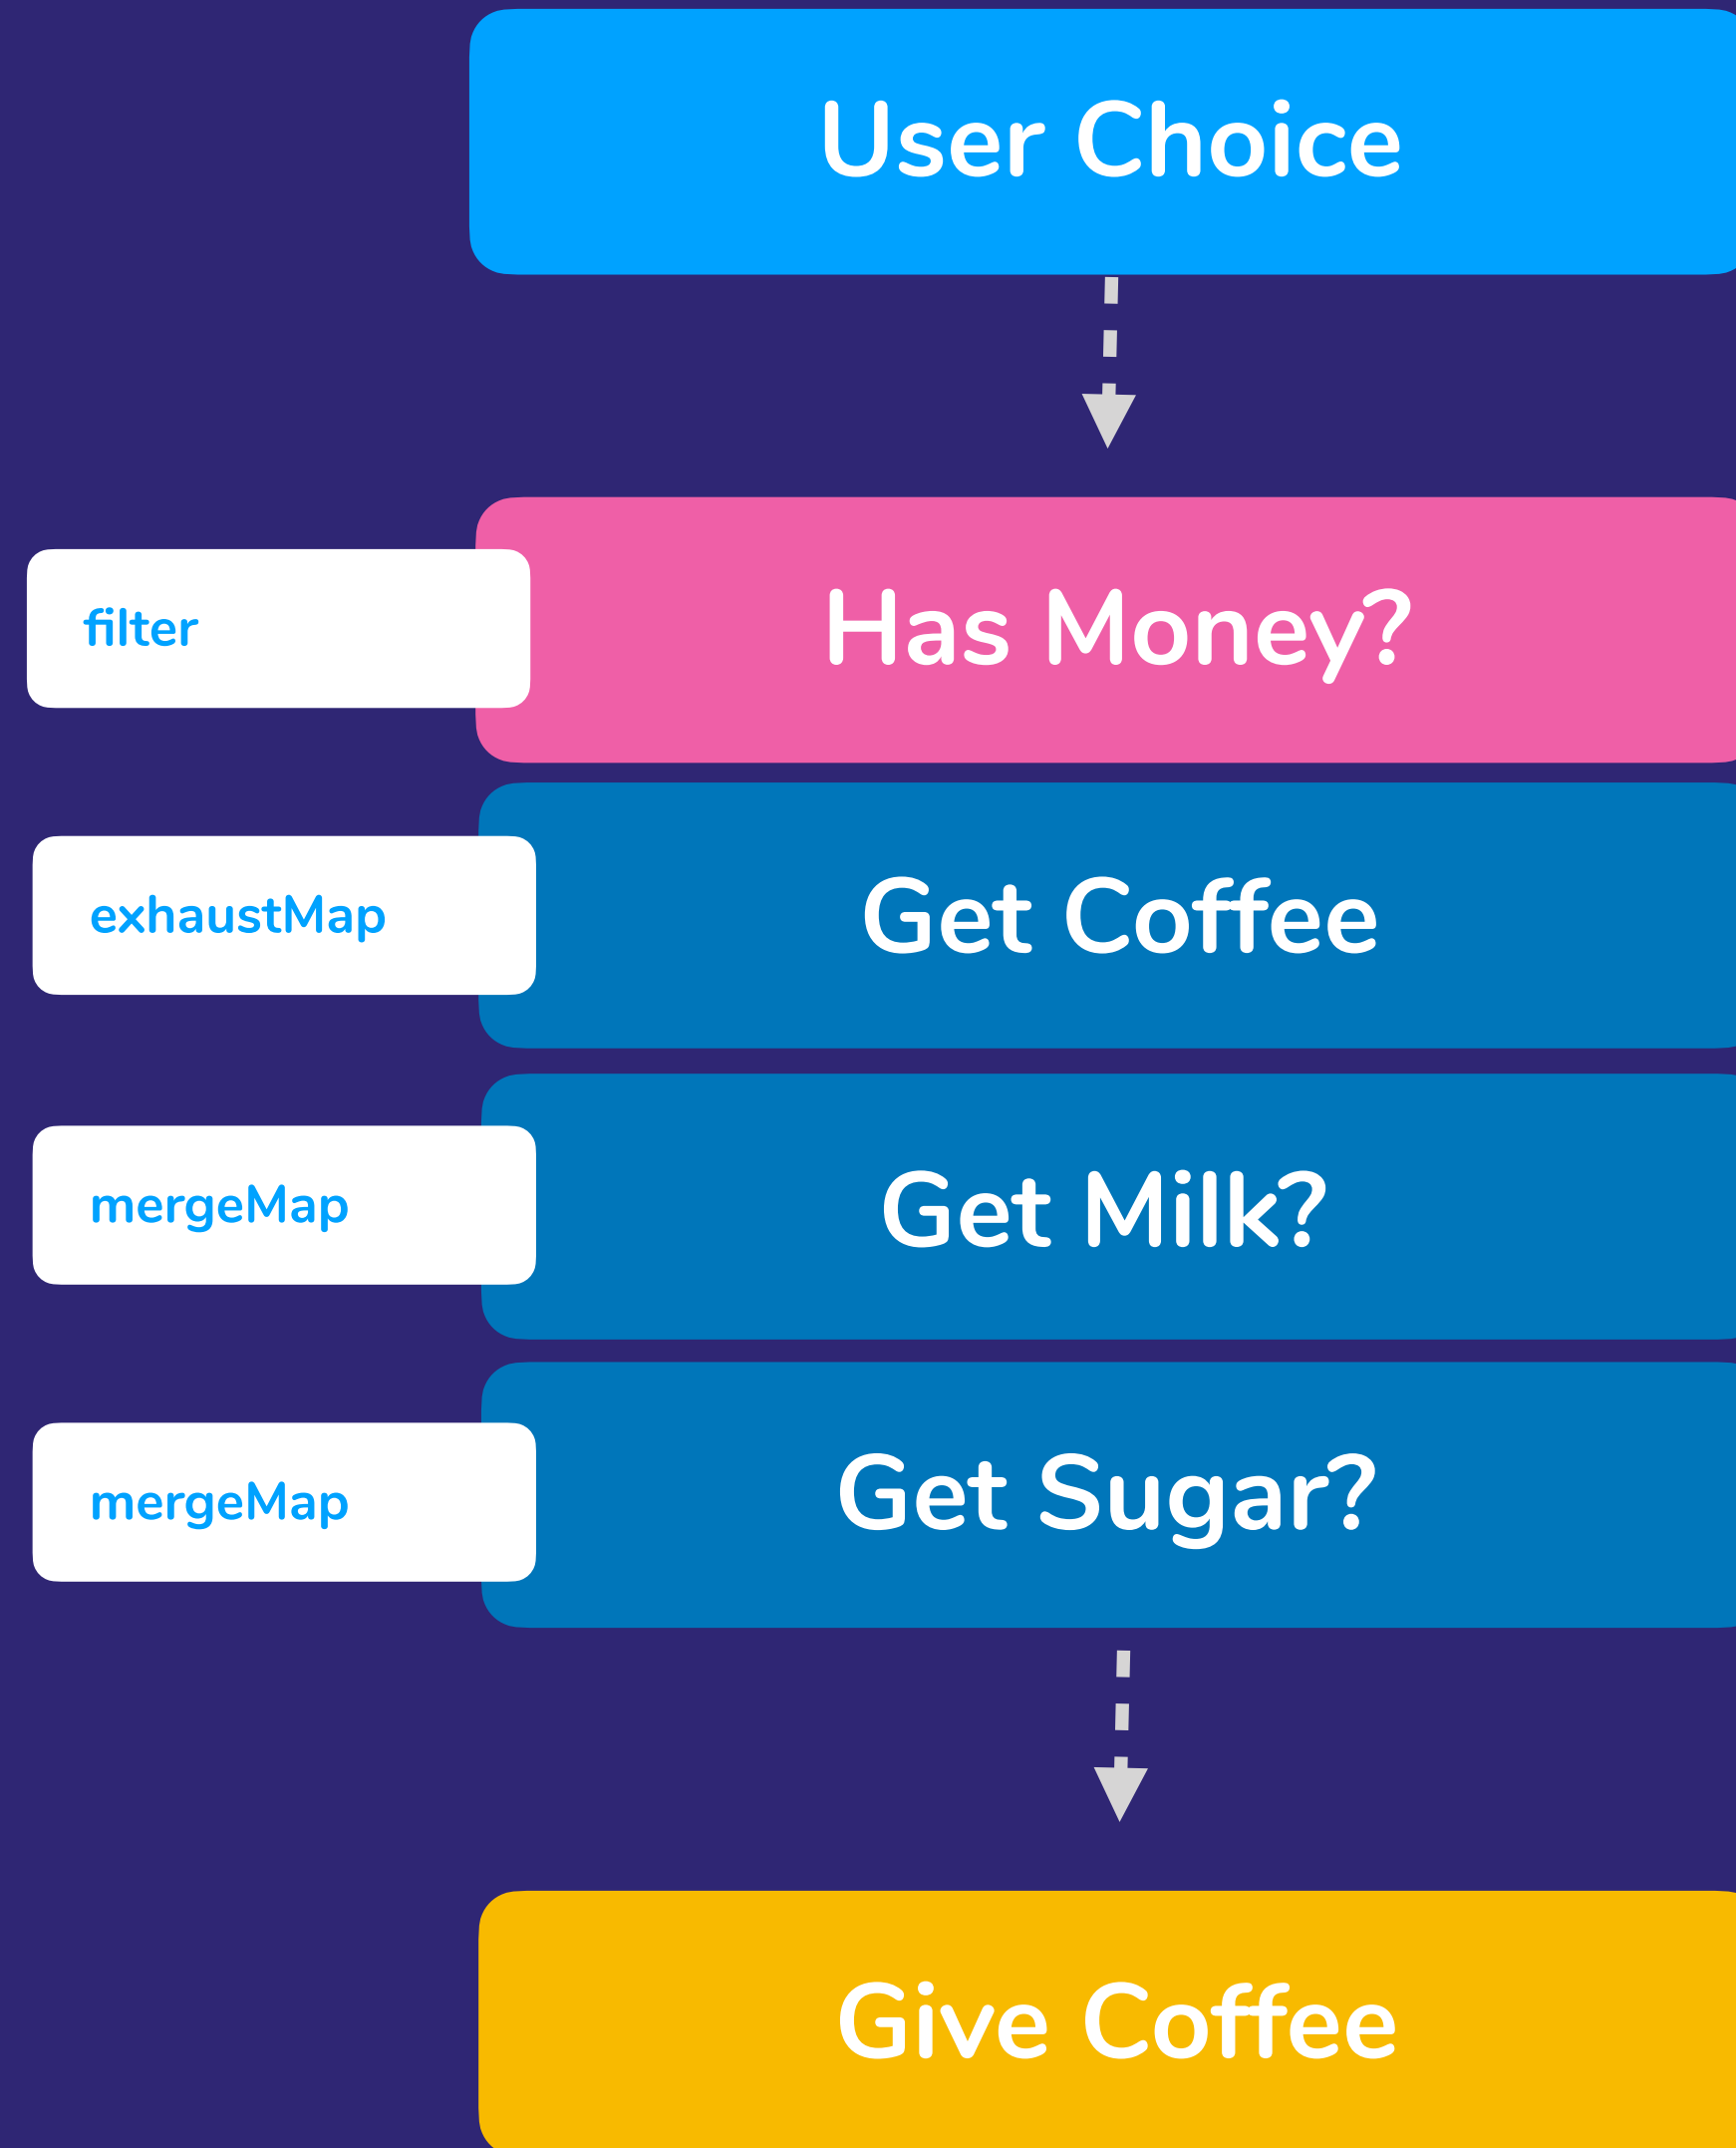 User Choice
filter
Has Money?
exhaustMap
Get Coffee
mergeMap
Get Milk?
mergeMap
Get Sugar?
Give Coffee